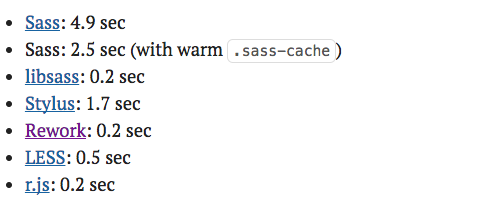 Sass: 4.9 sec
Sass: 2.5 sec (with warm .sass-cache)
libsass: 0.2 sec
Stylus: 1.7 sec
Rework: 0.2 sec
LESS: 0.5 sec
r.js: 0.2 sec